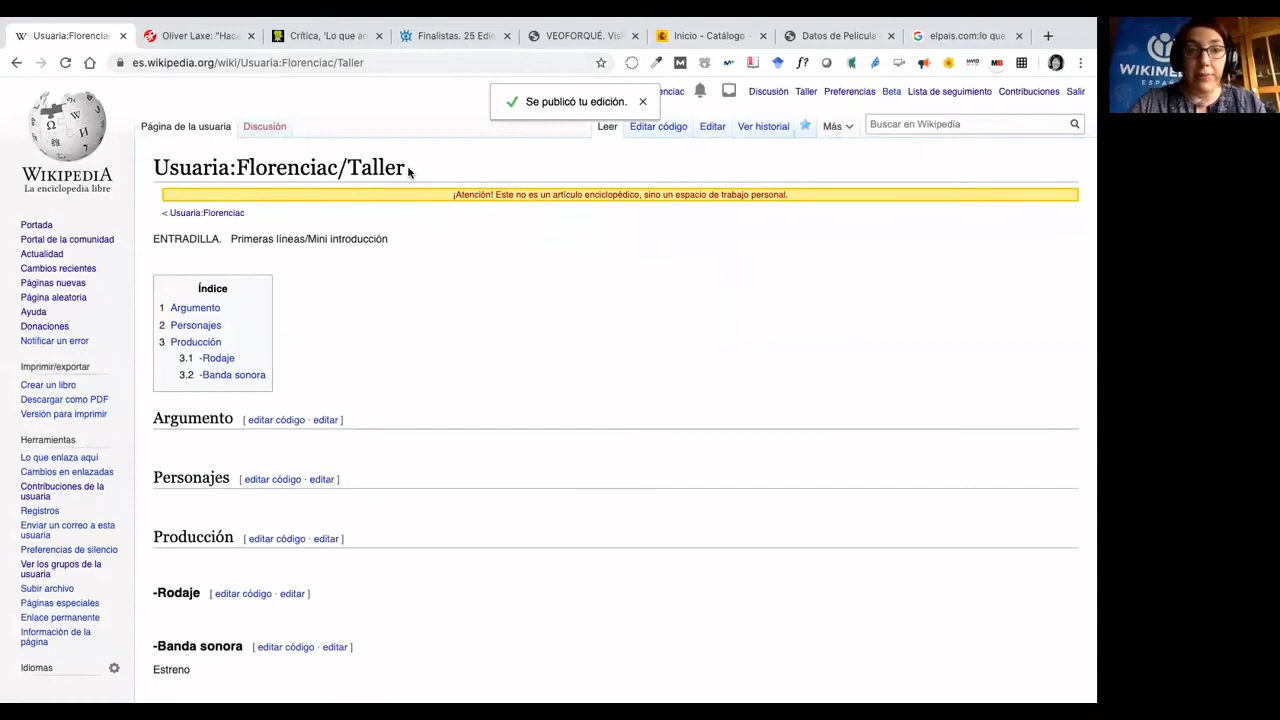 Usuaria:Florenciac
Oliver Laxe: "Hace
Crítica, 'Lo que an
Finalistas. 25 Edic
VEOFORQUÉ. Visi
Inicio - Catálogo
Datos de Película
elpais.com:lo que
es.wikipedia.org/wiki/Usuaria:Florenciac/Taller
Se publicó tu edición.
enciac Discusión Taller Preferencias Beta Lista de seguimiento Contribuciones Salir
Página de la usuaria Discusión Leer Editar código Editar Ver historial Más Buscar en Wikipedia
WIKIPEDIA
La enciclopedia libre
Portada
Portal de la comunidad
Actualidad
Cambios recientes
Páginas nuevas
Página aleatoria
Ayuda
Donaciones
Notificar un error
Imprimir/exportar
Crear un libro
Descargar como PDF
Versión para imprimir
Herramientas
Lo que enlaza aquí
Cambios en enlazadas
Contribuciones de la
usuaria
Registros
Enviar un correo a esta
usuaria
Preferencias de silencio
Ver los grupos de la
usuaria
Subir archivo
Páginas especiales
Enlace permanente
Información de la
página
Idiomas
Usuaria:Florenciac/Taller
¡Atención! Este no es un artículo enciclopédico, sino un espacio de trabajo personal.
< Usuaria:Florenciac
ENTRADILLA. Primeras líneas/Mini introducción
Índice
1 Argumento
2 Personajes
3 Producción
3.1 -Rodaje
3.2 -Banda sonora
Argumento [ editar código · editar ]
Personajes [ editar código · editar ]
Producción [ editar código · editar ]
-Rodaje [ editar código · editar ]
-Banda sonora [ editar código · editar ]
Estreno
WIKIME
ESPAÑ